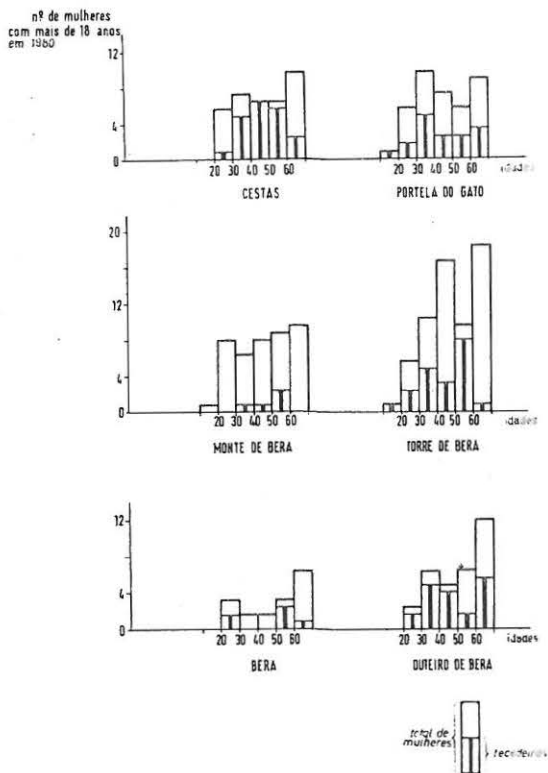 nº de mulheres
com mais de 18 anos
em 1980
12
4
0
20 30 40 50 60
20 30 40 50 60 idades
CESTAS
PORTELA DO GATO
20
12
4
0
20 30 40 50 60
20 30 40 50 60 idades
MONTE DE BERA
TORRE DE BERA
12
4
0
20 30 40 50 60
20 30 40 50 60 idades
BERA
OUTEIRO DE BERA
total de
mulheres
tecedeiras